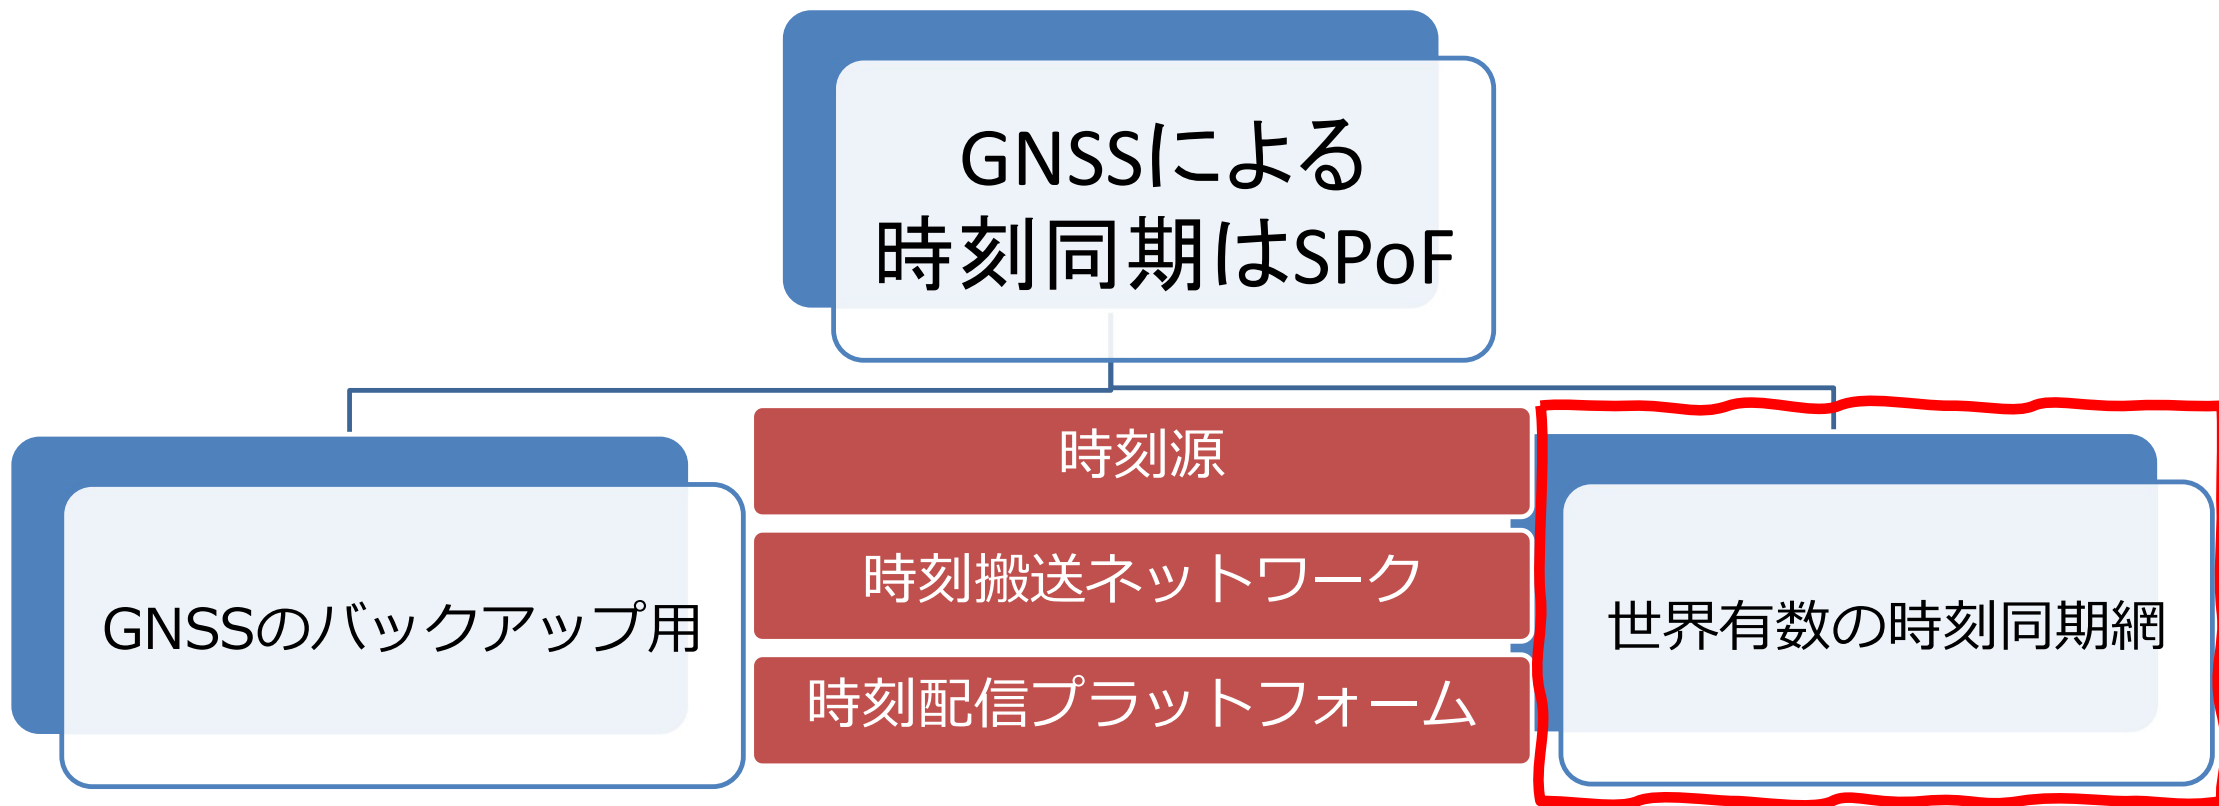 GNSSによる
時刻同期はSPoF
時刻源
時刻搬送ネットワーク
時刻配信プラットフォーム
GNSSのバックアップ用
世界有数の時刻同期網